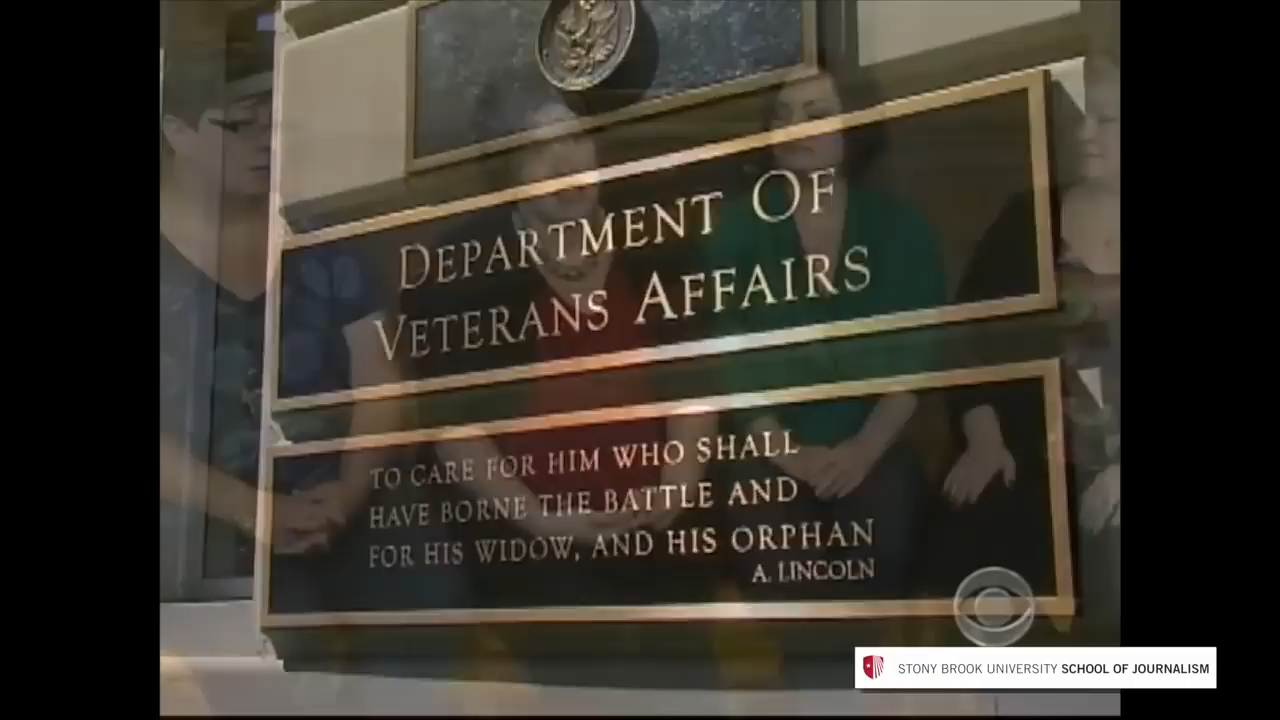 DEPARTMENT OF
VETERANS AFFAIRS
TO CARE FOR HIM WHO SHALL
HAVE BORNE THE BATTLE AND
FOR HIS WIDOW, AND HIS ORPHAN
A. LINCOLN
STONY BROOK UNIVERSITY SCHOOL OF JOURNALISM